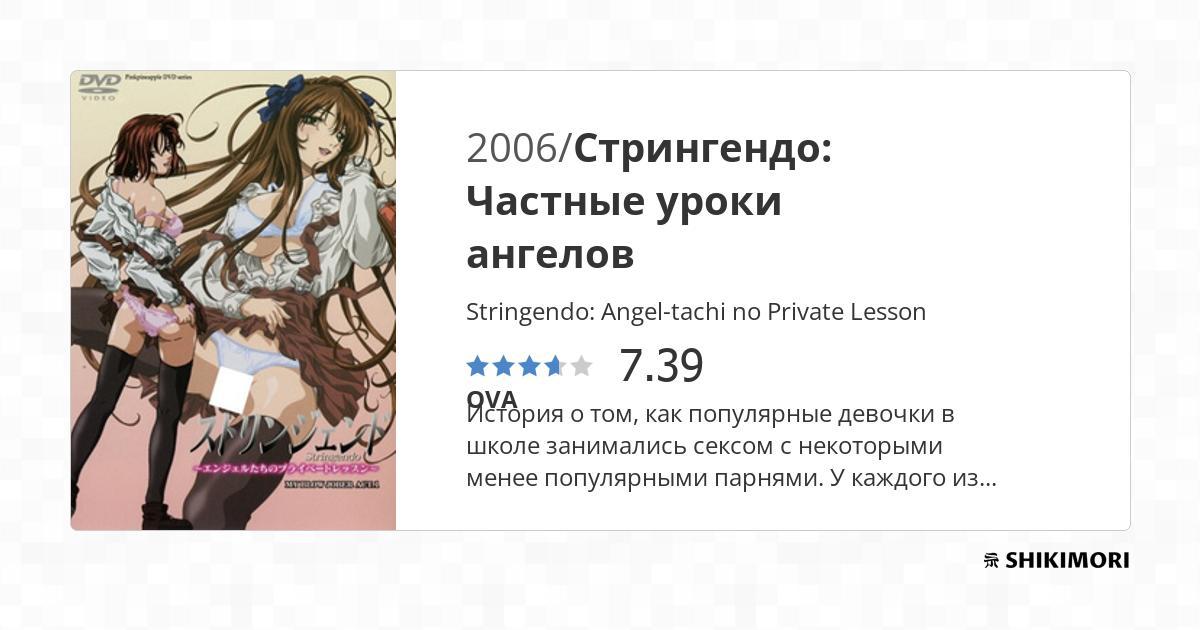 DVD
VIDEO
Pinkpineapple DVD series
2006/Стрингендо:
Частные уроки
ангелов
Stringendo: Angel-tachi no Private Lesson
7.39
OVA
История о том, как популярные девочки в
школе занимались сексом с некоторыми
менее популярными парнями. У каждого из...
ストリンジェンド
Stringendo
~エンジェルたちのプライベートレッスン~
SHIKIMORI